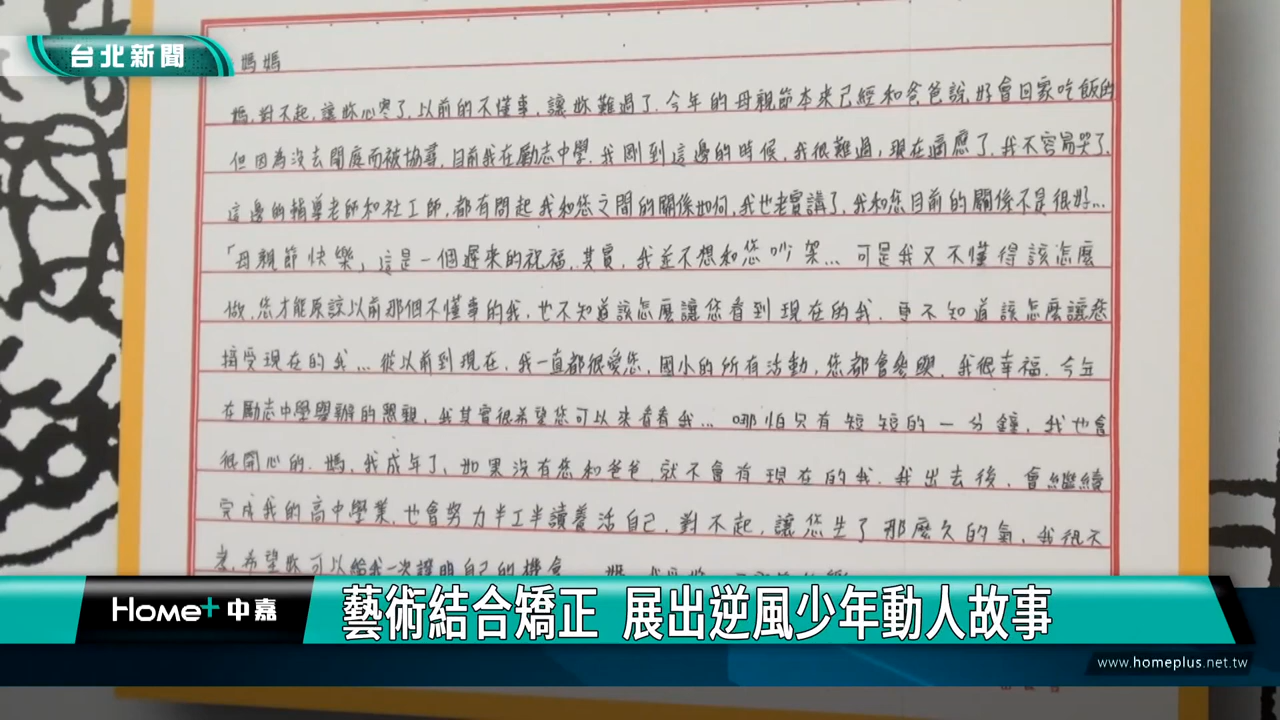 台北新聞
媽媽
媽,對不起,讓妳心寒了,以前的不懂事,讓妳難過了,今年的母親節本來已經和爸爸說好會回家吃飯的
但因為沒去開庭而被協尋,目前我在勵志中學,我剛到這邊的時候,我很難過,現在適應了,我不容易哭了,
這邊的輔導老師和社工師,都有問起我和您之間的關係如何,我也老實講了,我和您目前的關係不是很好...
「母親節快樂」這是一個遲來的祝福,其實,我並不想和您吵架...可是我又不懂得該怎麼
做,您才能原諒以前那個不懂事的我,也不知道該怎麼讓您看到現在的我,更不知道該怎麼讓您
接受現在的我...從以前到現在,我一直都很愛您,國小的所有活動,您都會參與,我很幸福,今年
在勵志中學舉辦的懇親,我其實很希望您可以來看看我...哪怕只有短短的一分鐘,我也會
很開心的,媽,我成年了,如果沒有您和爸爸,就不會有現在的我,我出去後,會繼續
完成我的高中學業,也會努力半工半讀養活自己,對不起,讓您生了那麼久的氣,我很不
孝,希望妳可以給我一次證明自己的機會
Home+中嘉
藝術結合矯正 展出逆風少年動人故事
www.homeplus.net.tw